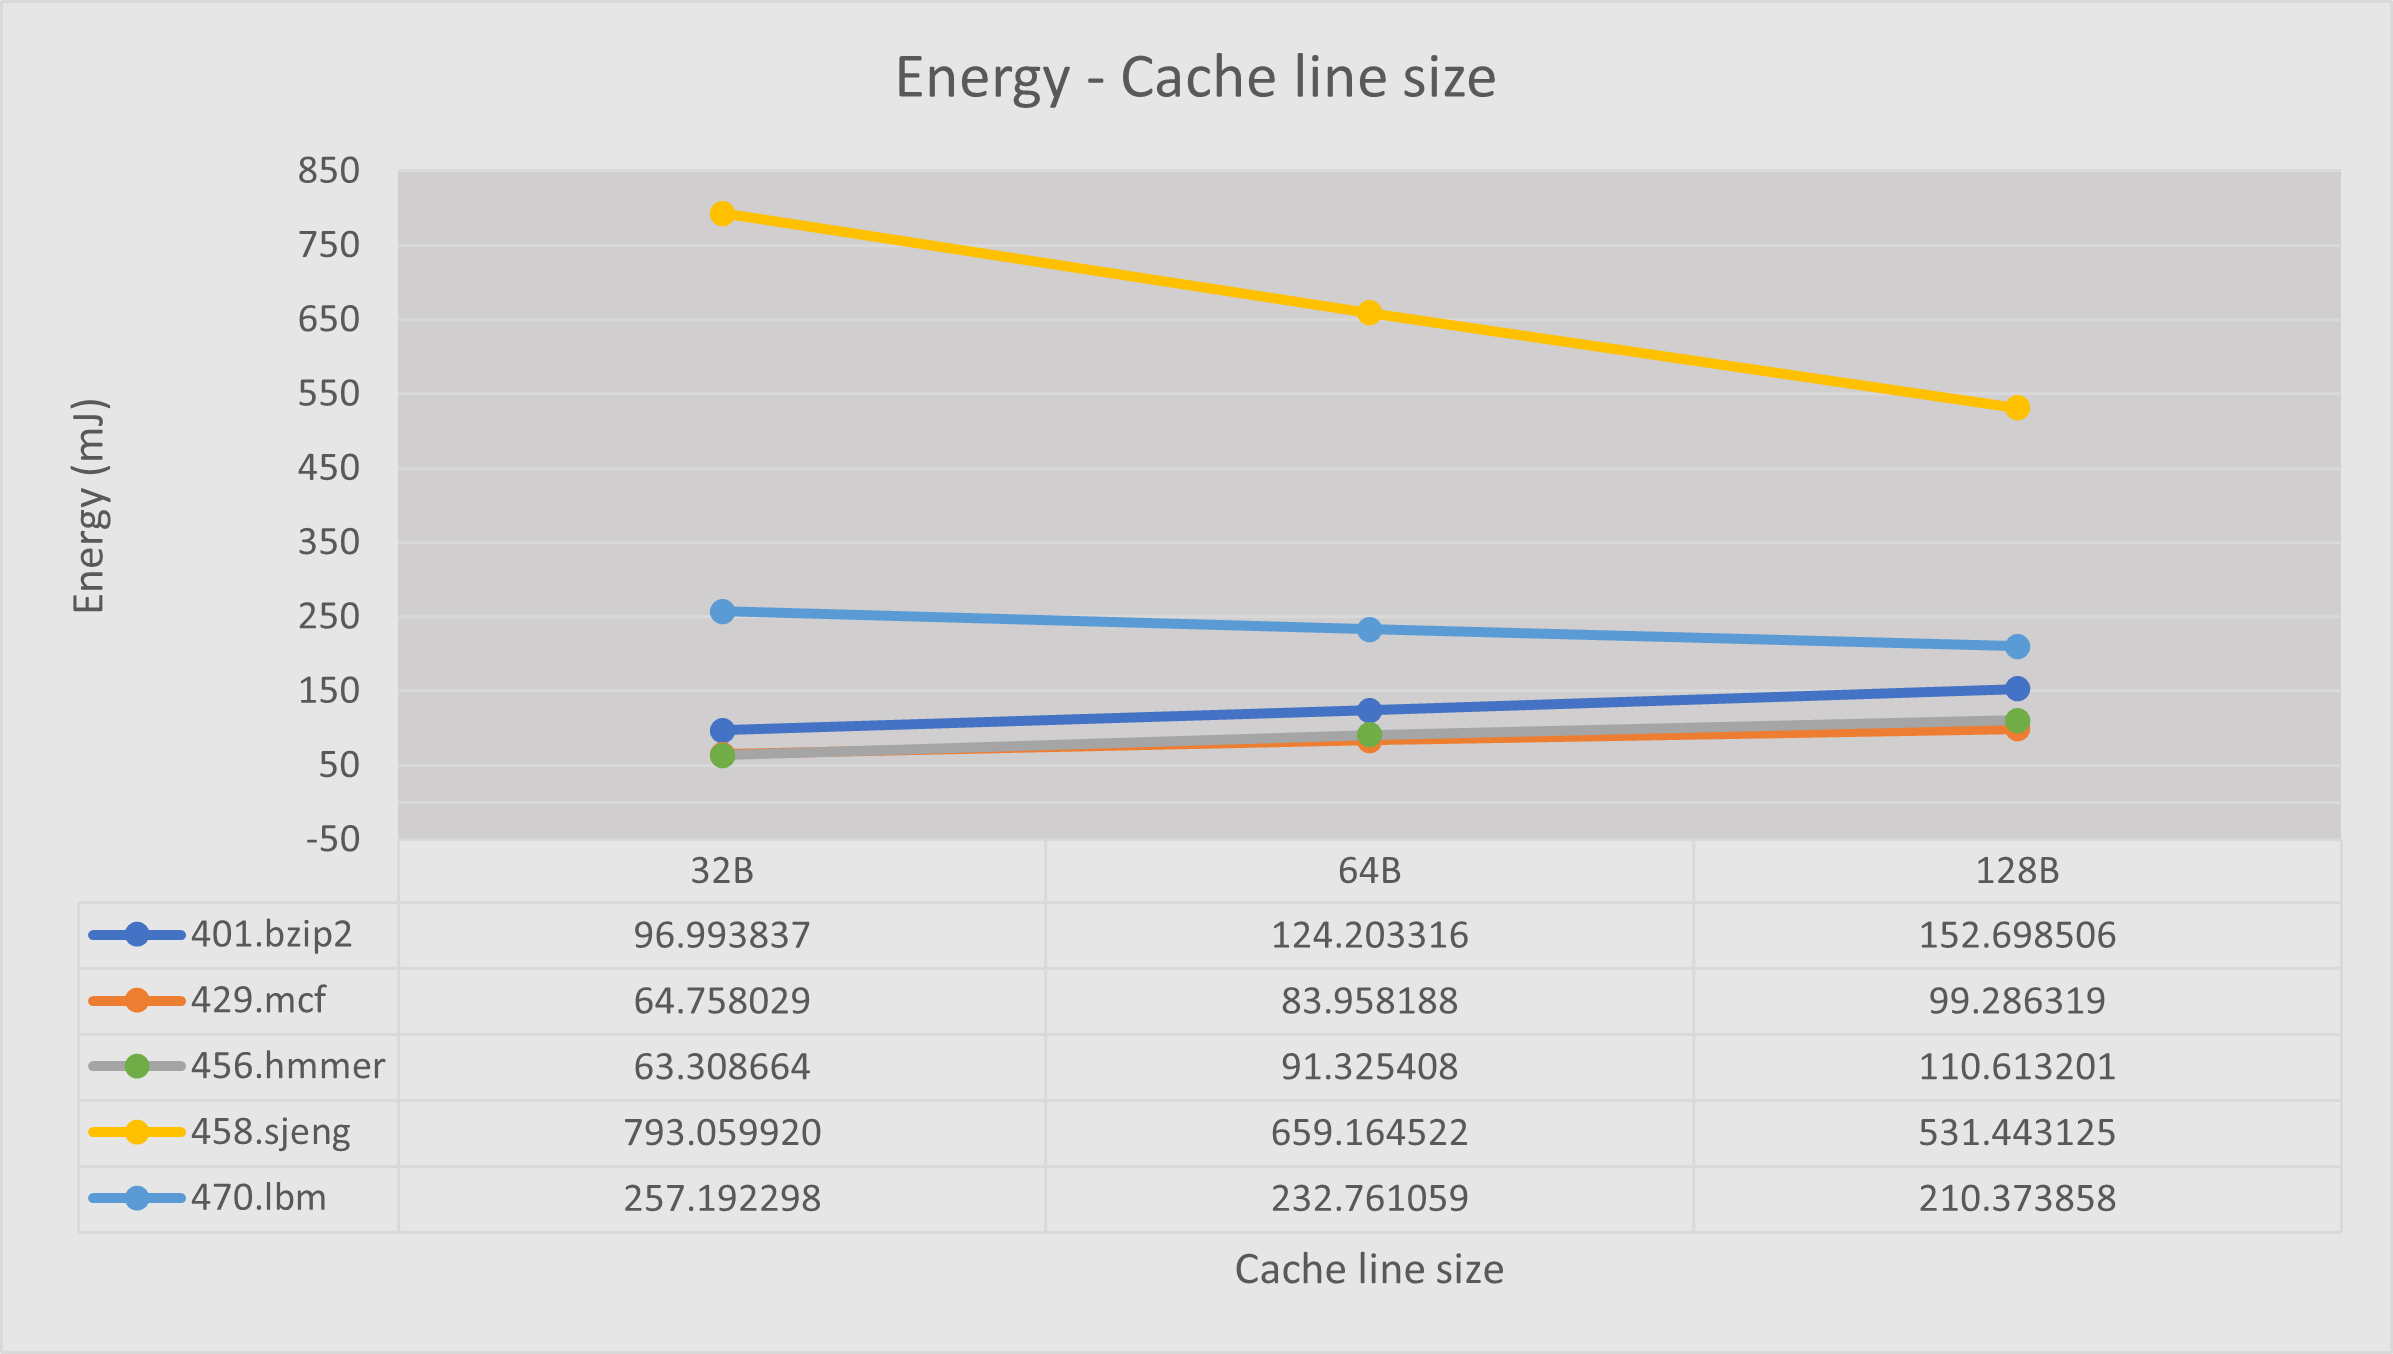 Energy - Cache line size
850
750
650
550
450
350
250
150
50
-50
Energy (mJ)
32B 64B 128B
401.bzip2 96.993837 124.203316 152.698506
429.mcf 64.758029 83.958188 99.286319
456.hmmer 63.308664 91.325408 110.613201
458.sjeng 793.059920 659.164522 531.443125
470.lbm 257.192298 232.761059 210.373858
Cache line size